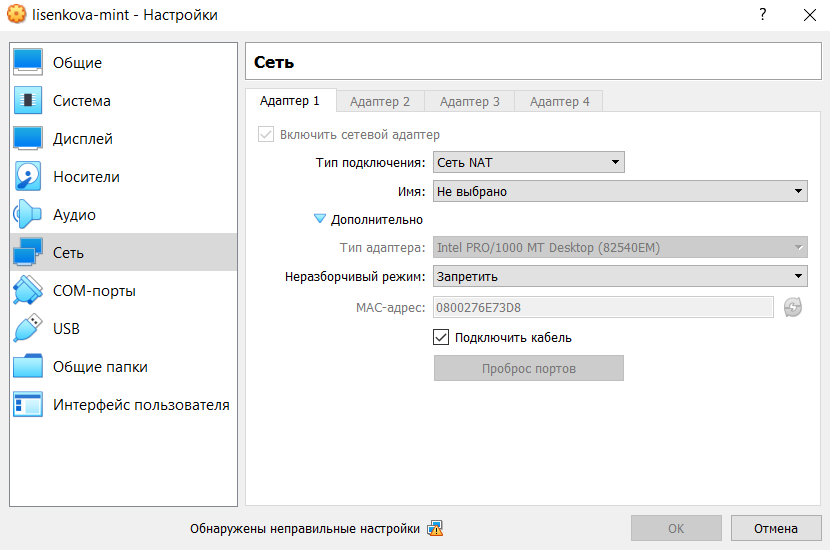 lisenkova-mint - Настройки
?
Общие
Система
Дисплей
Носители
Аудио
Сеть
COM-порты
USB
Общие папки
Интерфейс пользователя
Сеть
Адаптер 1 Адаптер 2 Адаптер 3 Адаптер 4
Включить сетевой адаптер
Тип подключения: Сеть NAT
Имя: Не выбрано
Дополнительно
Тип адаптера: Intel PRO/1000 MT Desktop (82540EM)
Неразборчивый режим: Запретить
MAC-адрес: 0800276E73D8
Подключить кабель
Проброс портов
Обнаружены неправильные настройки
OK Отмена